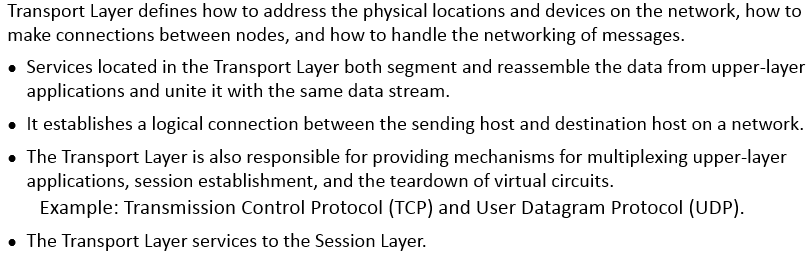 Transport Layer defines how to address the physical locations and devices on the network, how to
make connections between nodes, and how to handle the networking of messages.
• Services located in the Transport Layer both segment and reassemble the data from upper-layer
applications and unite it with the same data stream.
• It establishes a logical connection between the sending host and destination host on a network.
• The Transport Layer is also responsible for providing mechanisms for multiplexing upper-layer
applications, session establishment, and the teardown of virtual circuits.
Example: Transmission Control Protocol (TCP) and User Datagram Protocol (UDP).
• The Transport Layer services to the Session Layer.